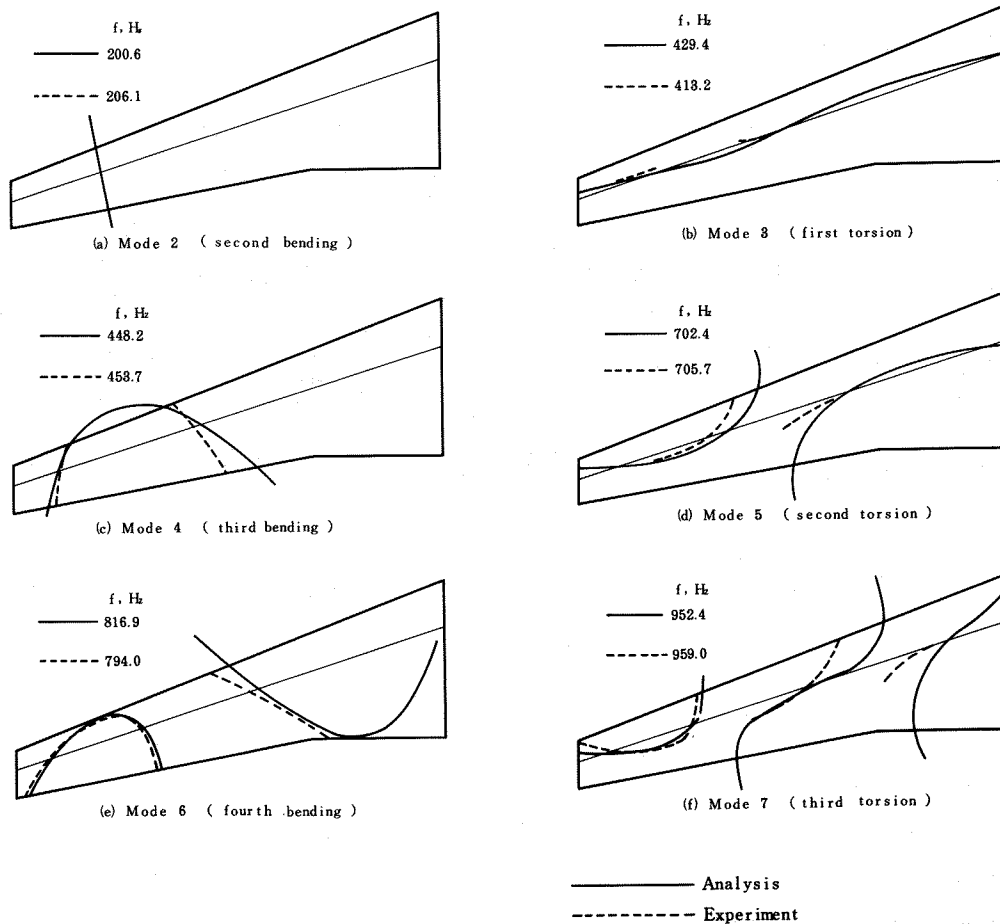 f, Hz
200.6
206.1
(a) Mode 2 ( second bending )
f, Hz
429.4
413.2
(b) Mode 3 ( first torsion )
f, Hz
448.2
458.7
(c) Mode 4 ( third bending )
f, Hz
702.4
705.7
(d) Mode 5 ( second torsion )
f, Hz
816.9
794.0
(e) Mode 6 ( fourth bending )
f, Hz
952.4
959.0
(f) Mode 7 ( third torsion )
Analysis
Experiment